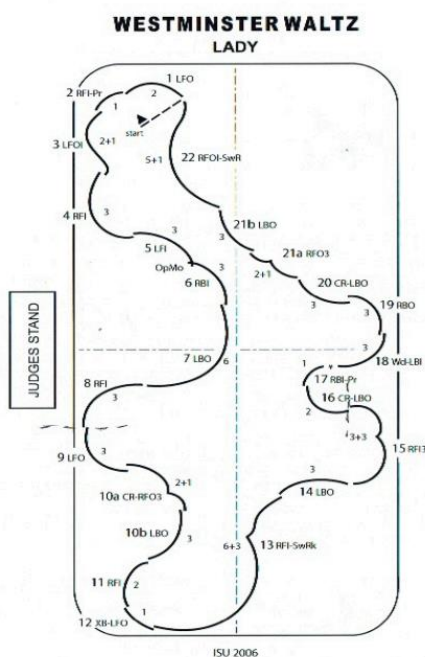 WESTMINSTER WALTZ
LADY
1 LFO
2 RFI-Pr
1
2
start
3 LFOI
2+1
5+1
22 RFOI-SwR
4 RFI
3
5 LFI
3
OpMo
6 RBI
3
21b LBO
3
21a RFO3
2+1
20 CR-LBO
3
19 RBO
3
7 LBO
6
18 Wd-LBI
3
JUDGES STAND
8 RFI
3
17 RBI-Pr
1
16 CR-LBO
2
9 LFO
3
15 RFI3
3+3
10a CR-RFO3
2+1
14 LBO
3
10b LBO
3
13 RFI-SwRk
6+3
11 RFI
2
12 XB-LFO
1
ISU 2006